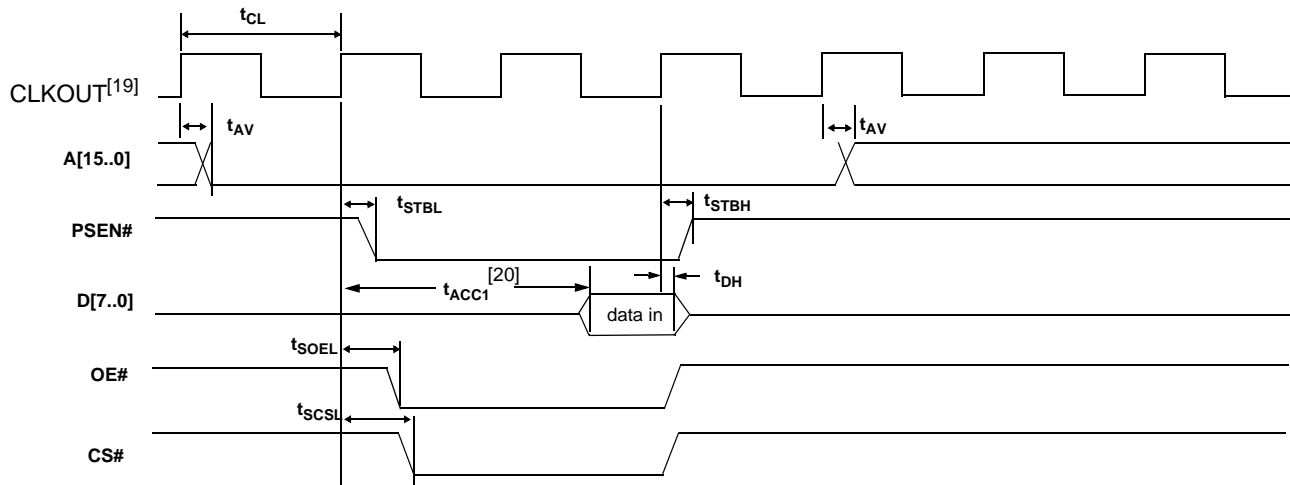 tCL
CLKOUT[19]
tAV
tAV
A[15..0]
tSTBL
tSTBH
PSEN#
[20]
tACC1
tDH
D[7..0]
data in
tSOEL
OE#
tSCSL
CS#